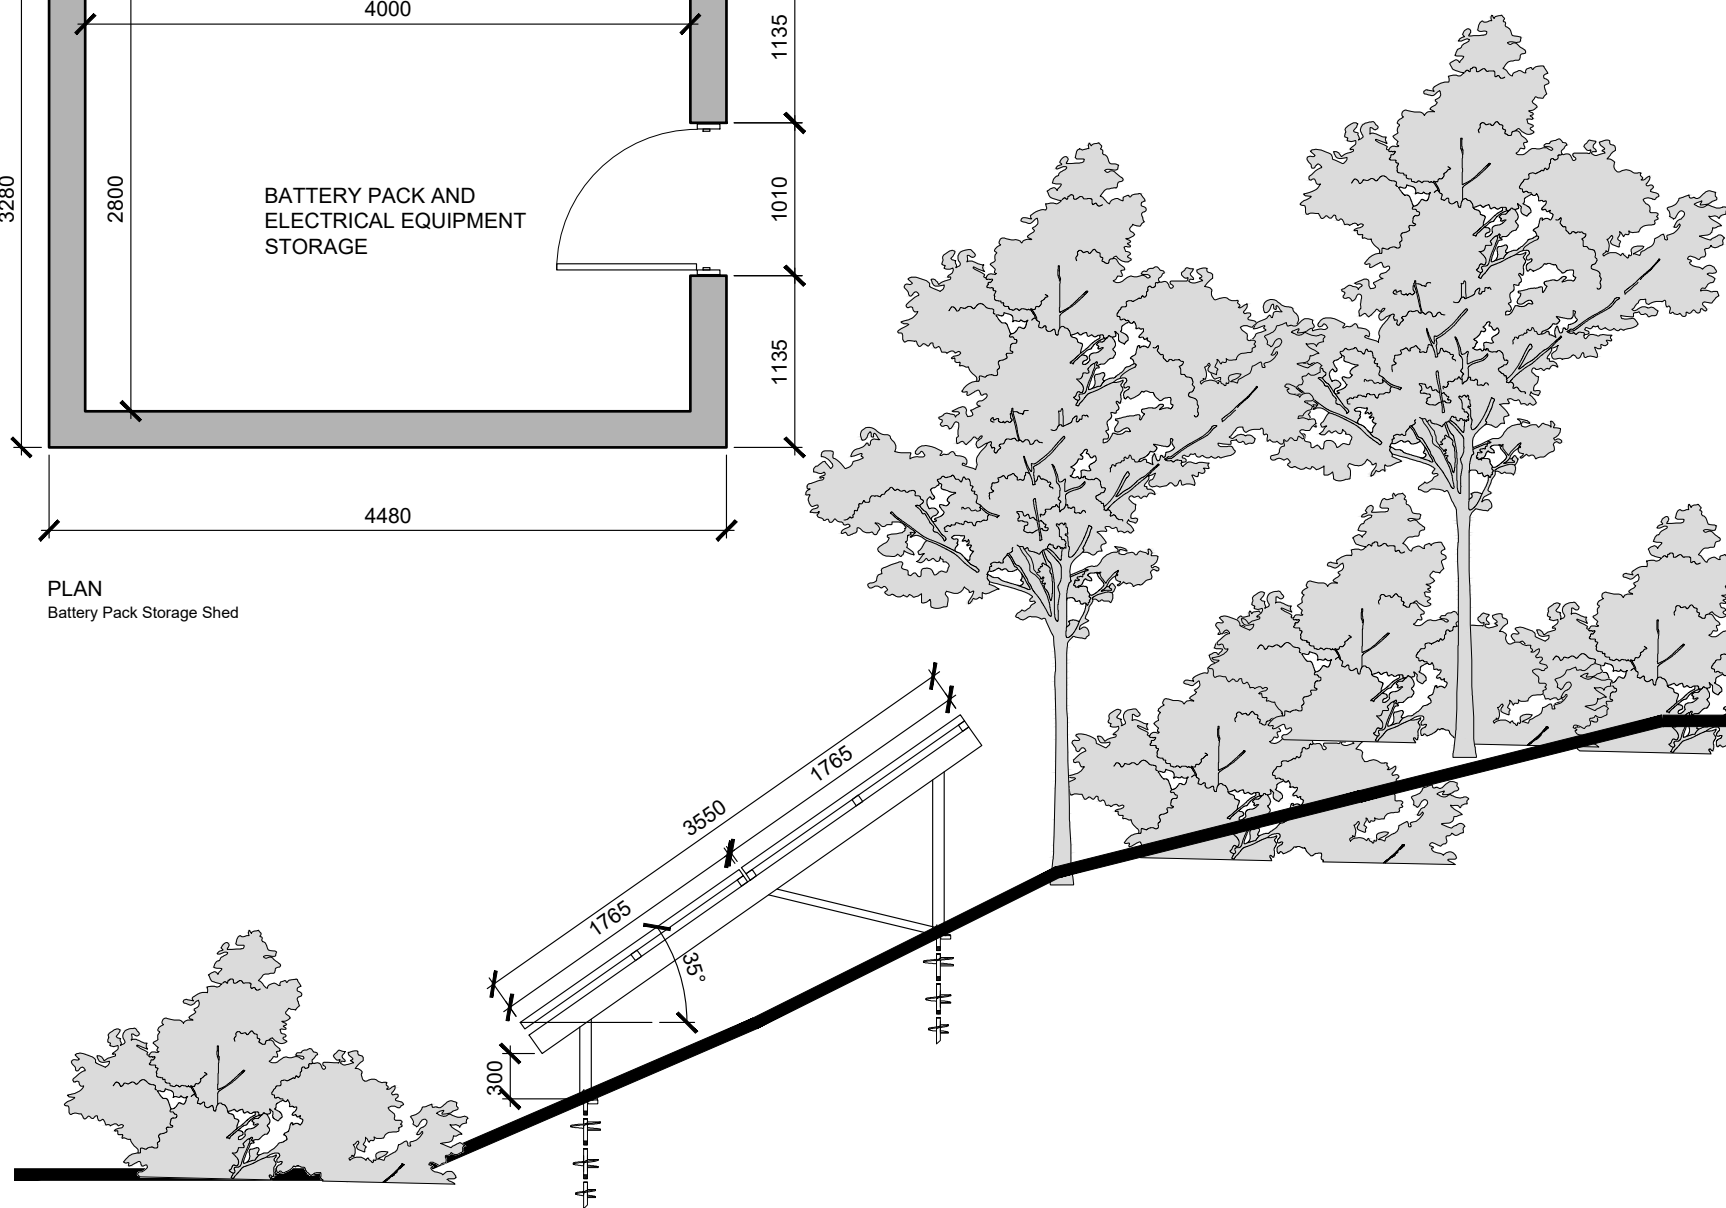 4000
1135
3280
2800
BATTERY PACK AND
ELECTRICAL EQUIPMENT
STORAGE
1010
1135
4480
PLAN
Battery Pack Storage Shed
1765
3550
1765
35°
300